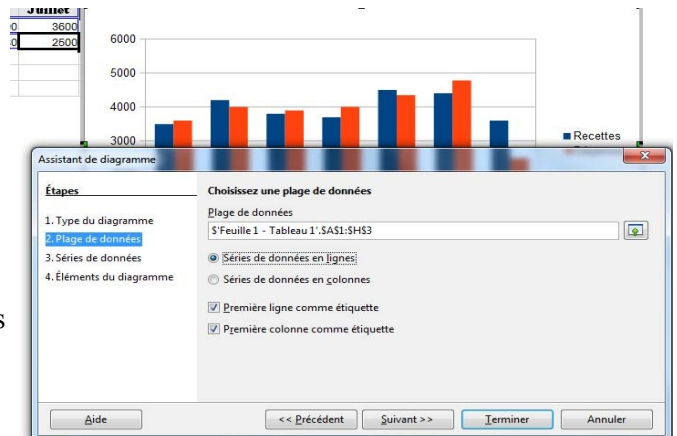 Juillet
0 3600
0 2500
6000
5000
4000
3000
Recettes
Assistant de diagramme
Étapes
1. Type du diagramme
2. Plage de données
3. Séries de données
4. Éléments du diagramme
Choisissez une plage de données
Plage de données
$'Feuille 1 - Tableau 1'.$A$1:$H$3
Séries de données en lignes
Séries de données en colonnes
Première ligne comme étiquette
Première colonne comme étiquette
s
Aide
<< Précédent
Suivant >>
Terminer
Annuler